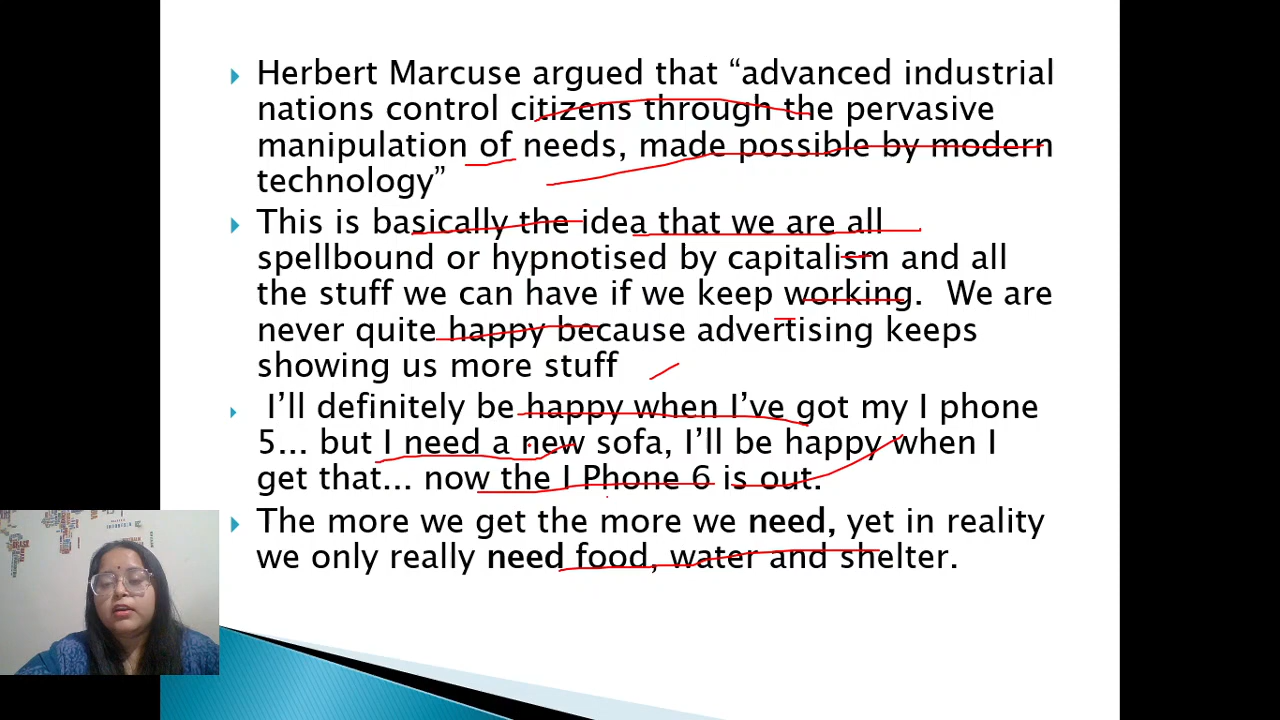 Herbert Marcuse argued that “advanced industrial
nations control citizens through the pervasive
manipulation of needs, made possible by modern
technology”
This is basically the idea that we are all
spellbound or hypnotised by capitalism and all
the stuff we can have if we keep working.  We are
never quite happy because advertising keeps
showing us more stuff
I’ll definitely be happy when I’ve got my I phone
5... but I need a new sofa, I’ll be happy when I
get that... now the I Phone 6 is out.
The more we get the more we need, yet in reality
we only really need food, water and shelter.